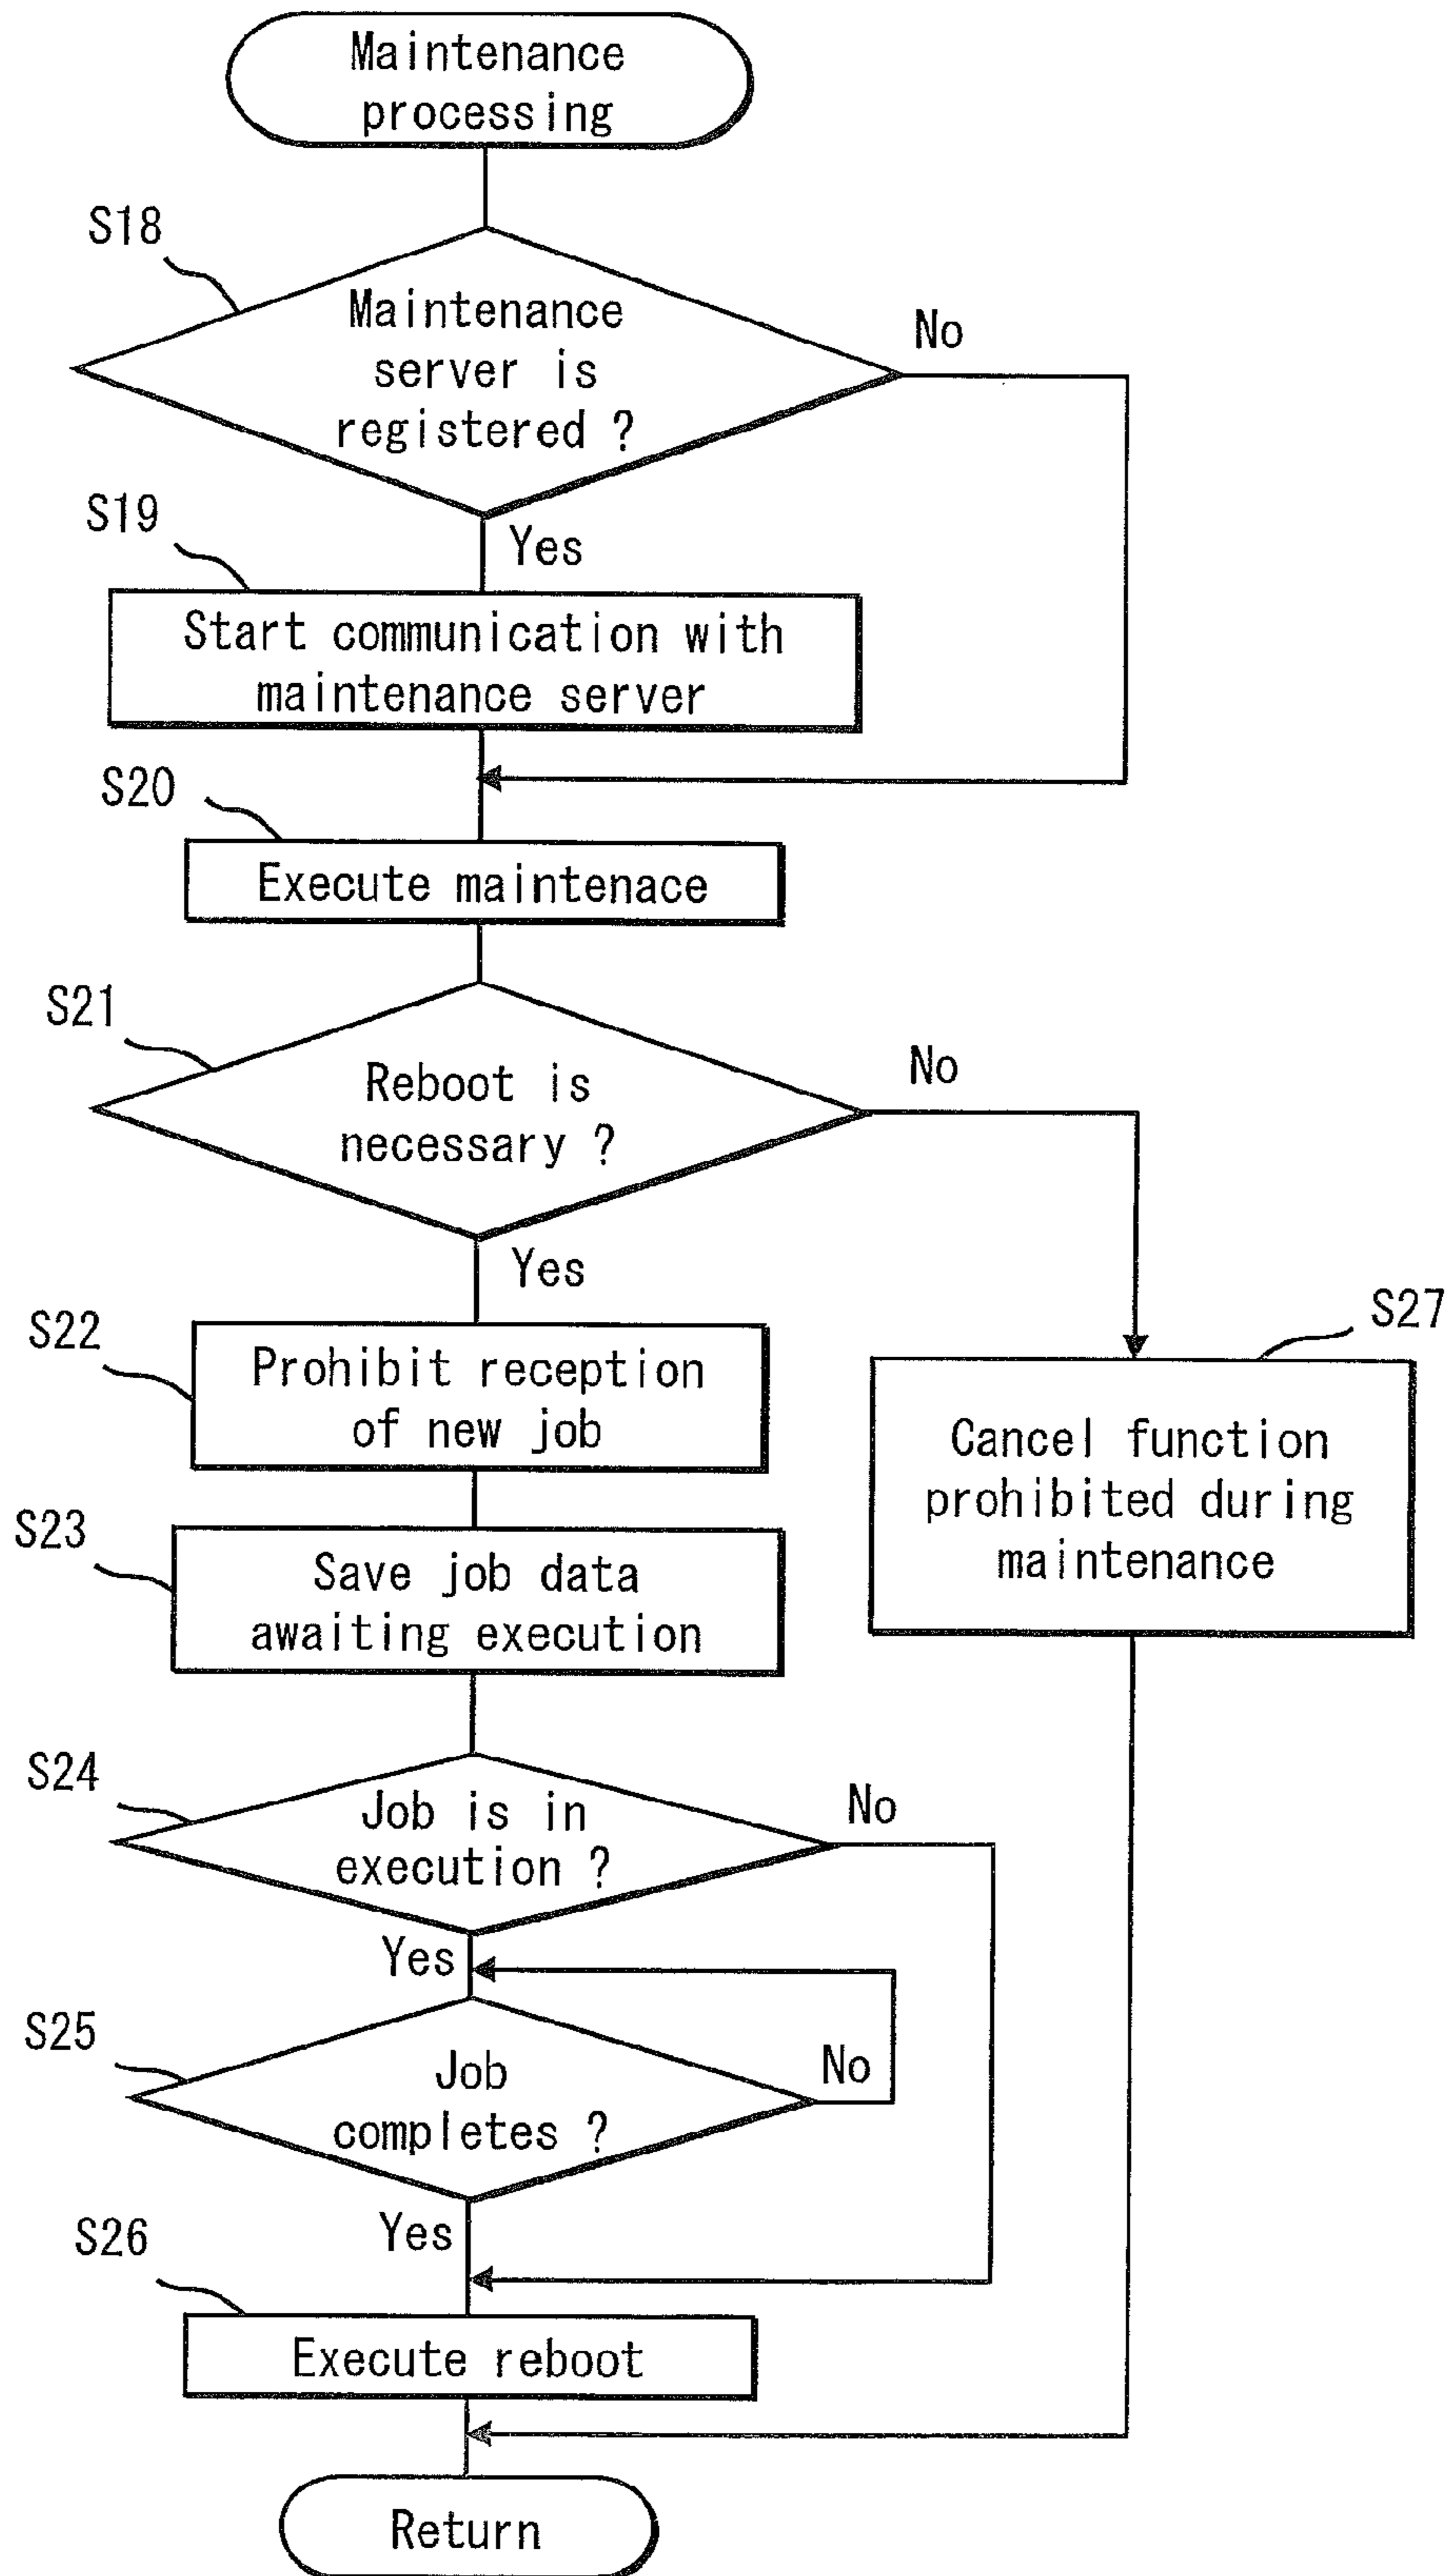 Maintenance
processing
S18
Maintenance
server is
registered ?
No
S19
Yes
Start communication with
maintenance server
S20
Execute maintenace
S21
Reboot is
necessary ?
No
Yes
S22
Prohibit reception
of new job
S27
Cancel function
prohibited during
maintenance
S23
Save job data
awaiting execution
S24
Job is in
execution ?
No
Yes
S25
Job
completes ?
No
Yes
S26
Execute reboot
Return